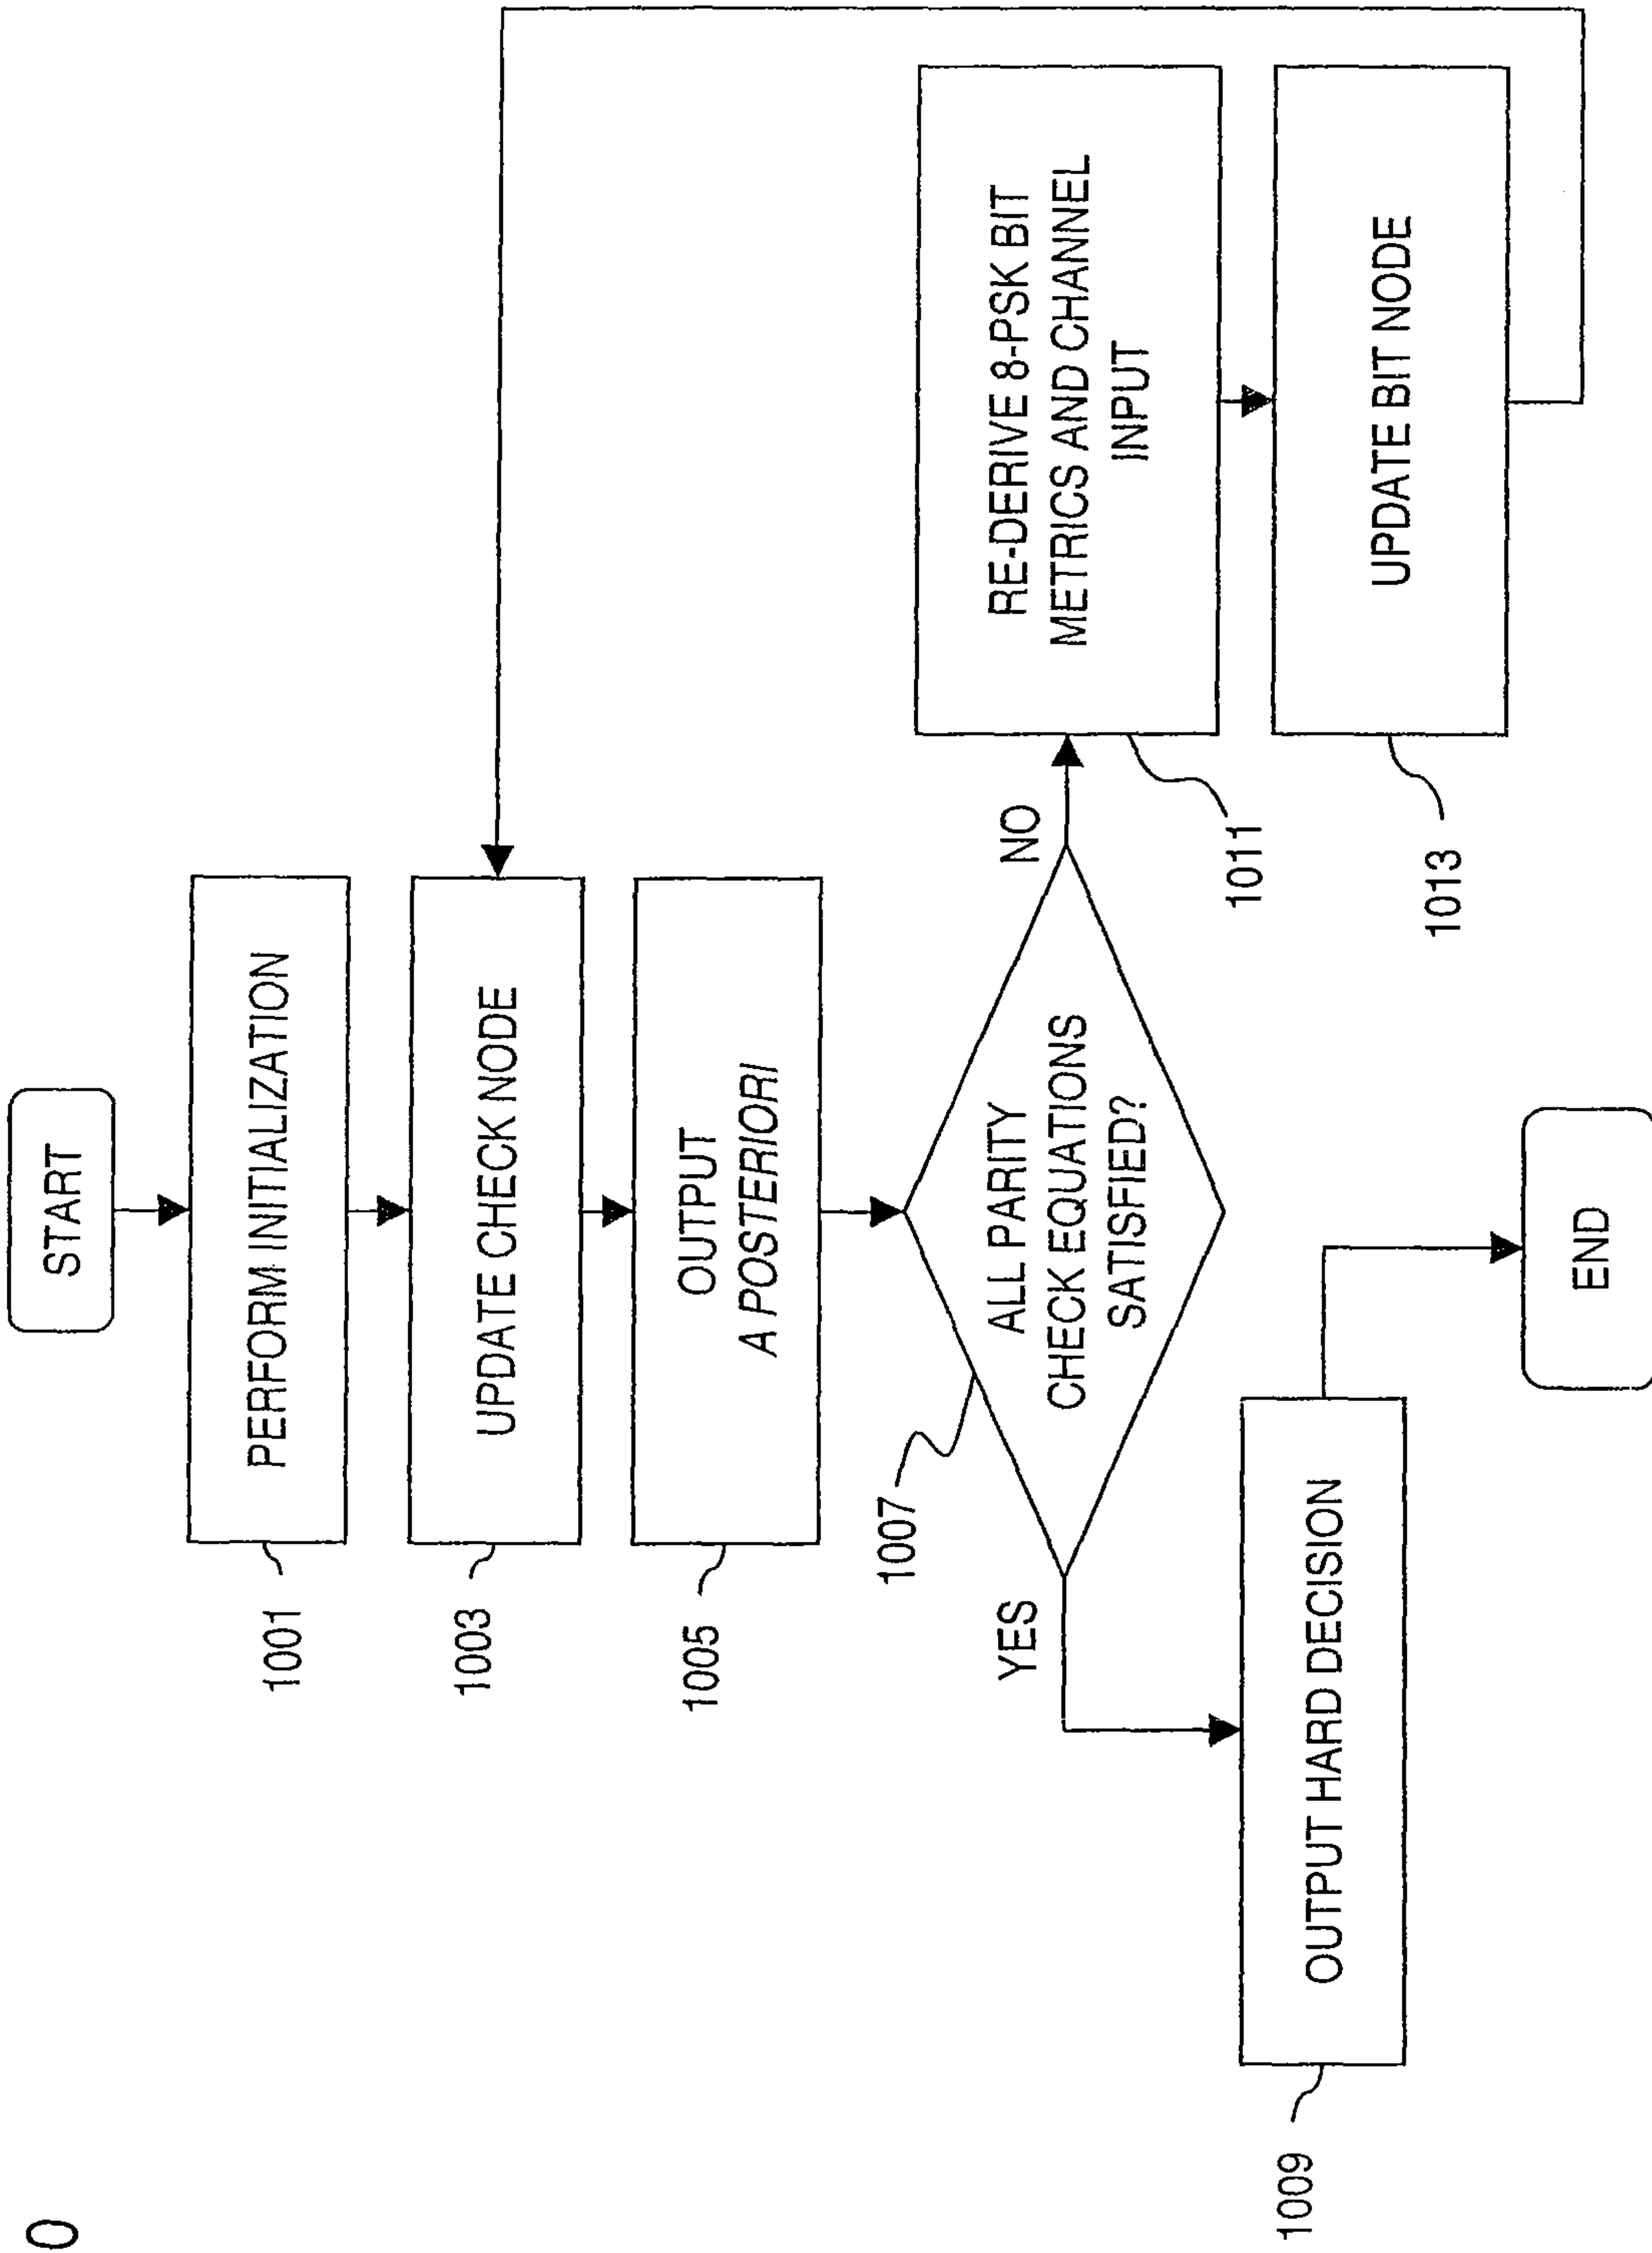 0
START
PERFORM INITIALIZATION
1001
UPDATE CHECK NODE
1003
OUTPUT
A POSTERIORI
1005
ALL PARITY
CHECK EQUATIONS
SATISFIED?
1007
YES
NO
RE-DERIVE 8-PSK BIT
METRICS AND CHANNEL
INPUT
1011
UPDATE BIT NODE
1013
OUTPUT HARD DECISION
1009
END